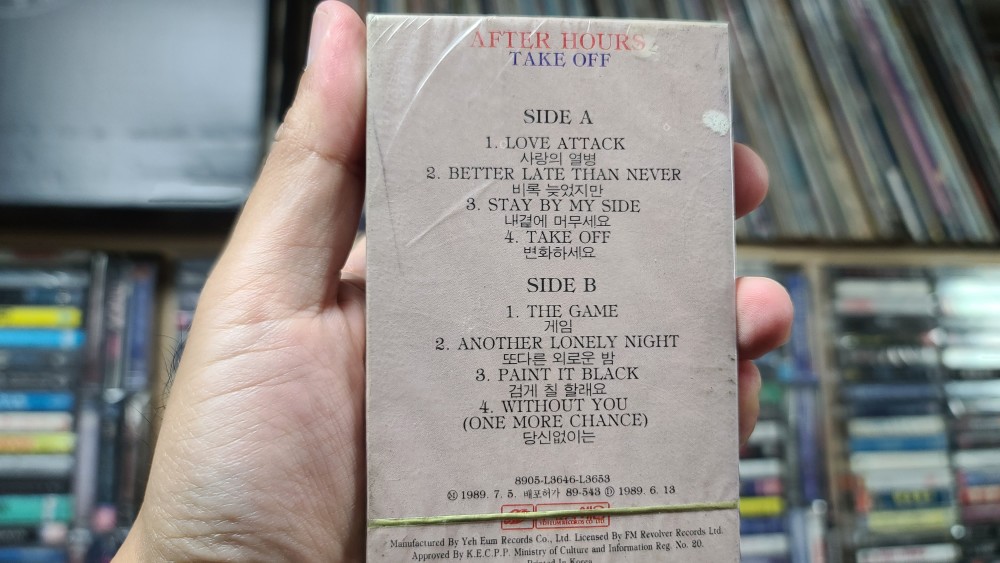 AFTER HOURS
TAKE OFF
SIDE A
1. LOVE ATTACK
사랑의 열병
2. BETTER LATE THAN NEVER
비록 늦었지만
3. STAY BY MY SIDE
내곁에 머무세요
4. TAKE OFF
변화하세요
SIDE B
1. THE GAME
게임
2. ANOTHER LONELY NIGHT
또다른 외로운 밤
3. PAINT IT BLACK
검게 칠 할래요
4. WITHOUT YOU
(ONE MORE CHANCE)
당신없이는
8905-L3646-L3653
Ⓜ 1989. 7. 5. 배포허가 89-543 Ⓓ 1989. 6. 13
Manufactured By Yeh Eum Records Co., Ltd. Licensed By FM Revolver Records Ltd.
Approved By K.E.C.P.P. Ministry of Culture and Information Reg. No. 20.
Printed In Korea